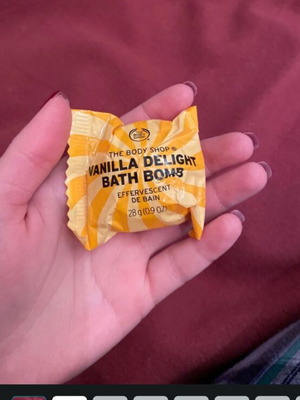 THE BODY SHOP®
VANILLA DELIGHT
BATH BOMB
EFFERVESCENT
DE BAIN
28 g (0.9 OZ)